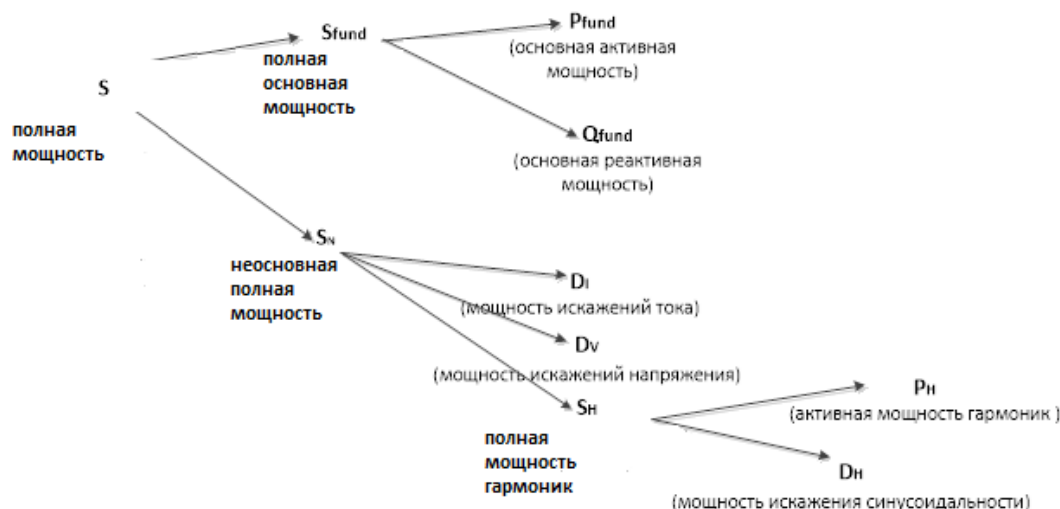 S
полная
мощность
Sfund
полная
основная
мощность
Pfund
(основная активная
мощность)
Qfund
(основная реактивная
мощность)
SN
неосновная
полная
мощность
DI
(мощность искажений тока)
DV
(мощность искажений напряжения)
SH
полная
мощность
гармоник
PH
(активная мощность гармоник )
DH
(мощность искажения синусоидальности)